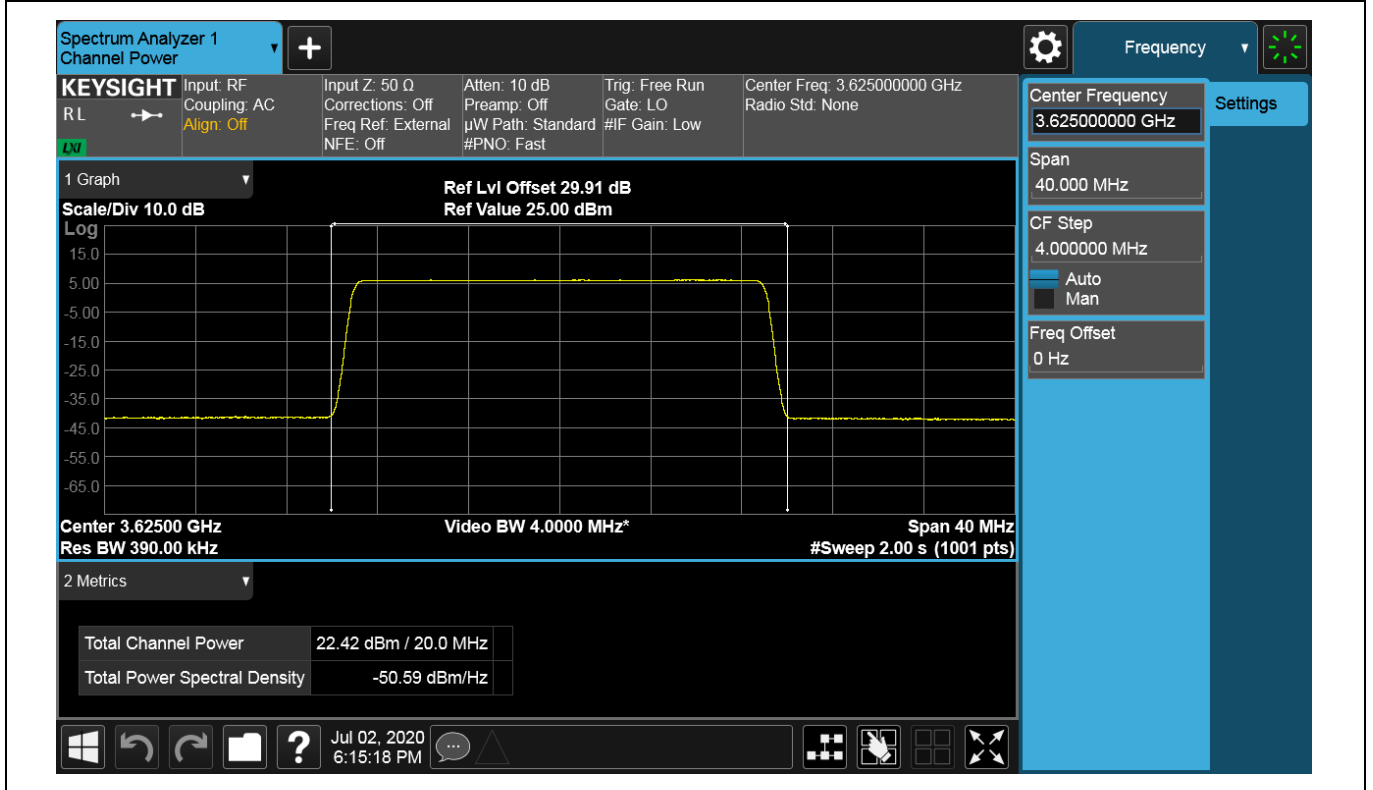 Spectrum Analyzer 1
Channel Power
+
Frequency
KEYSIGHT
RL
LXI
Input: RF
Coupling: AC
Align: Off
Input Z: 50 Ω
Corrections: Off
Freq Ref: External
NFE: Off
Atten: 10 dB
Preamp: Off
µW Path: Standard
#PNO: Fast
Trig: Free Run
Gate: LO
#IF Gain: Low
Center Freq: 3.625000000 GHz
Radio Std: None
Center Frequency
3.625000000 GHz
Settings
Span
40.000 MHz
CF Step
4.000000 MHz
Auto
Man
Freq Offset
0 Hz
1 Graph
Scale/Div 10.0 dB
Ref Lvl Offset 29.91 dB
Ref Value 25.00 dBm
Log
15.0
5.00
-5.00
-15.0
-25.0
-35.0
-45.0
-55.0
-65.0
Center 3.62500 GHz
Video BW 4.0000 MHz*
Span 40 MHz
Res BW 390.00 kHz
#Sweep 2.00 s (1001 pts)
2 Metrics
Total Channel Power 22.42 dBm / 20.0 MHz
Total Power Spectral Density -50.59 dBm/Hz
?
Jul 02, 2020
6:15:18 PM